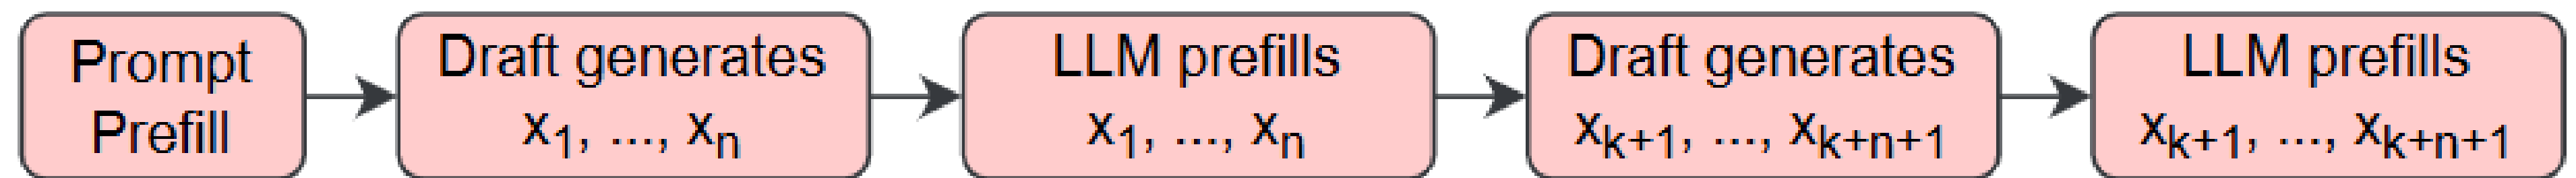 Prompt
Prefill
Draft generates
x₁, ..., xₙ
LLM prefills
x₁, ..., xₙ
Draft generates
xₖ₊₁, ..., xₖ₊ₙ₊₁
LLM prefills
xₖ₊₁, ..., xₖ₊ₙ₊₁